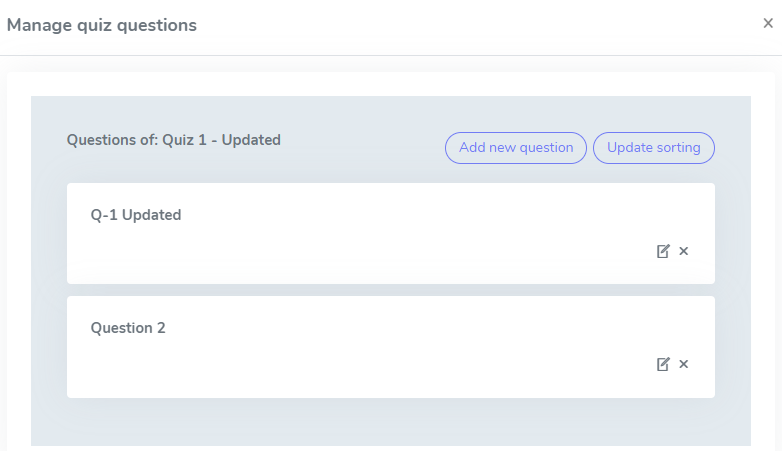 Manage quiz questions
Questions of: Quiz 1 - Updated
Add new question
Update sorting
Q-1 Updated
Question 2